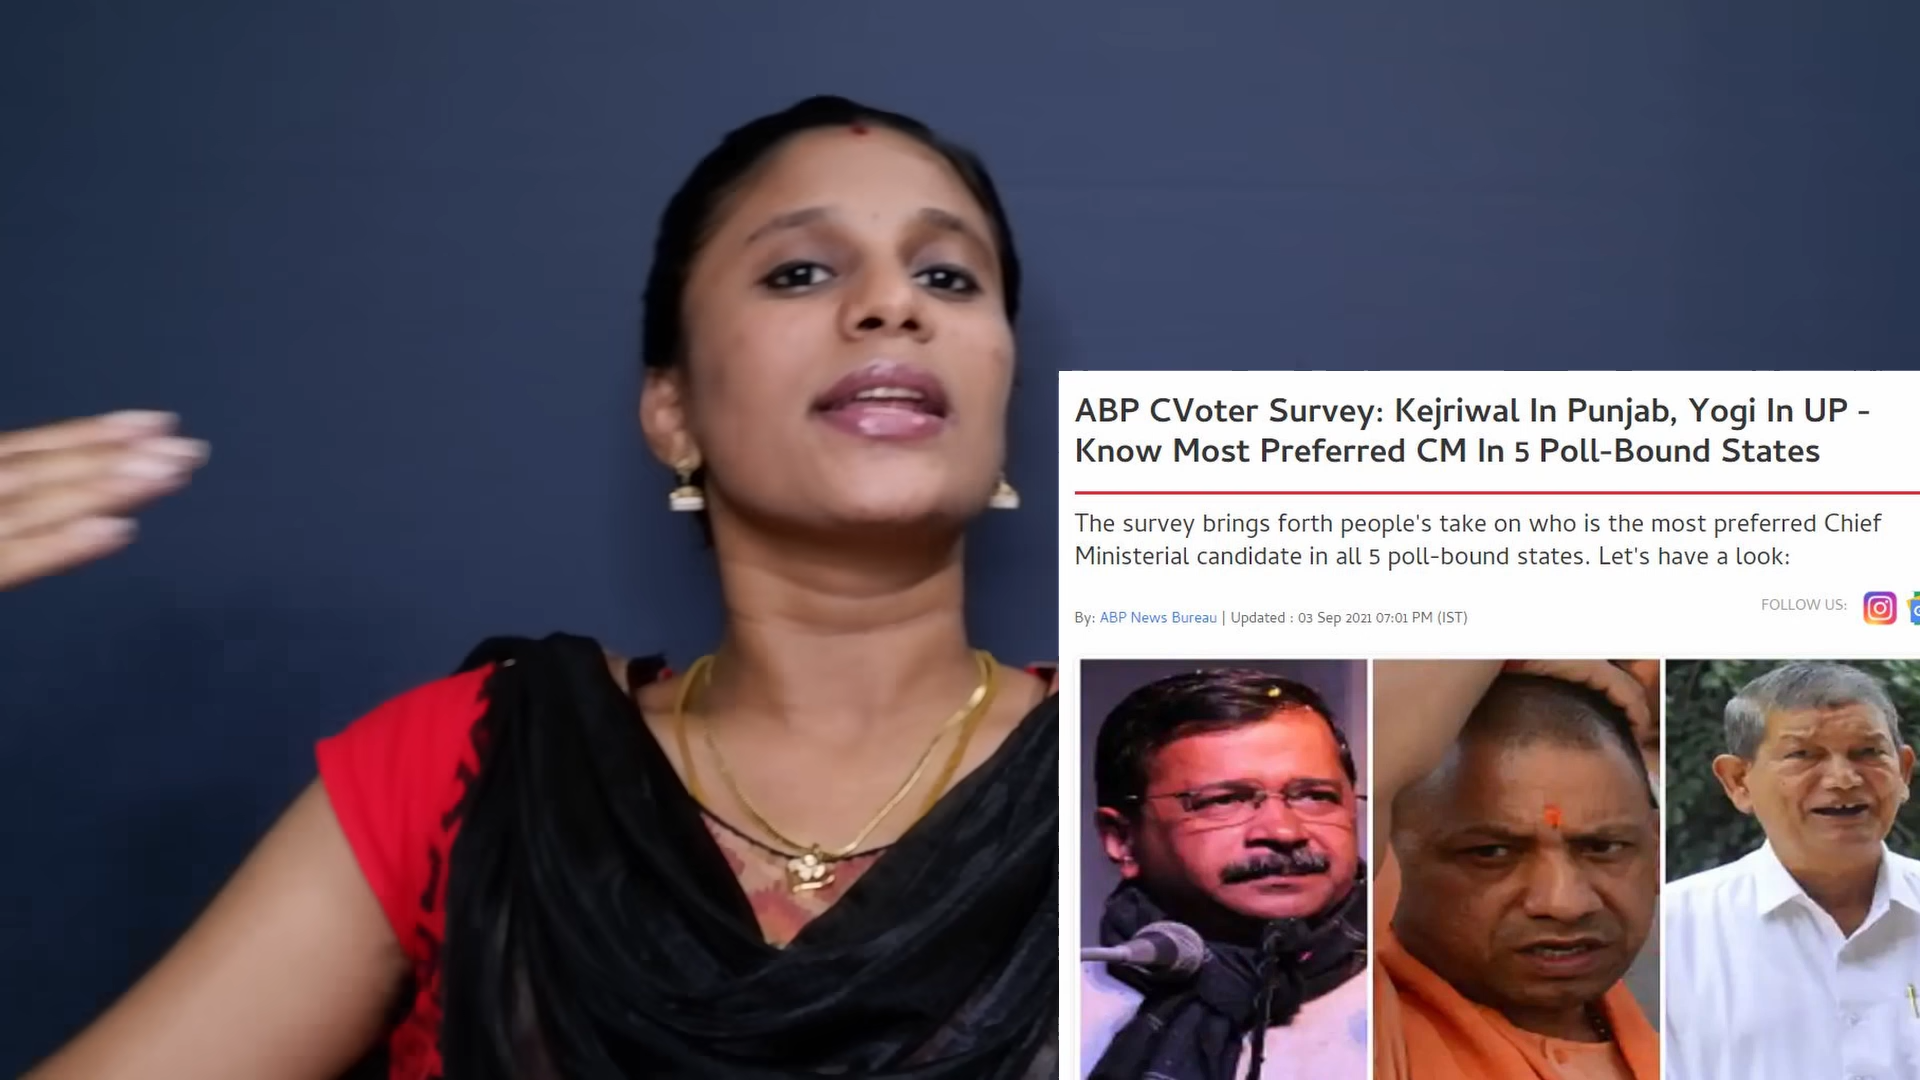 ABP CVoter Survey: Kejriwal In Punjab, Yogi In UP -
Know Most Preferred CM In 5 Poll-Bound States
The survey brings forth people's take on who is the most preferred Chief
Ministerial candidate in all 5 poll-bound states. Let's have a look:
FOLLOW US:
By: ABP News Bureau | Updated : 03 Sep 2021 07:01 PM (IST)